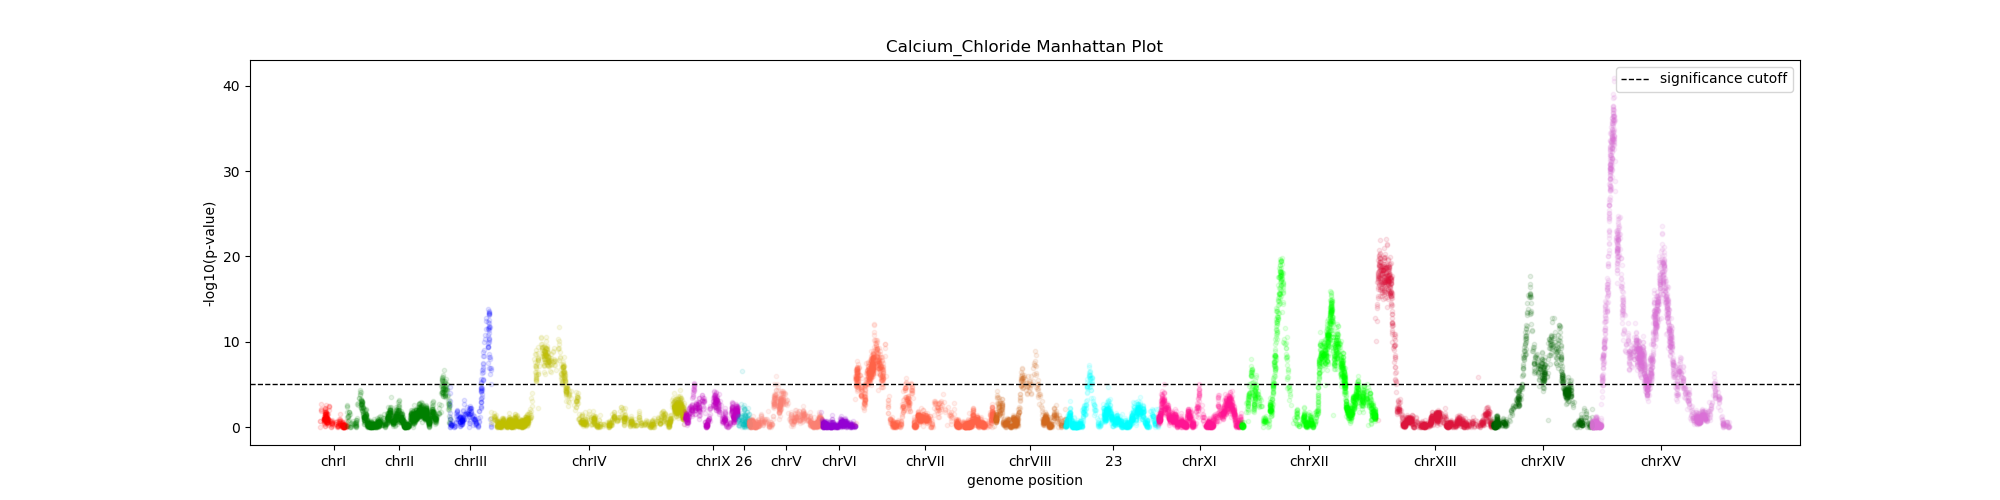 Calcium_Chloride Manhattan Plot
significance cutoff
-log10(p-value)
40
30
20
10
0
chrI chrII chrIII chrIV chrIX 26 chrV chrVI chrVII chrVIII 23 chrXI chrXII chrXIII chrXIV chrXV
genome position